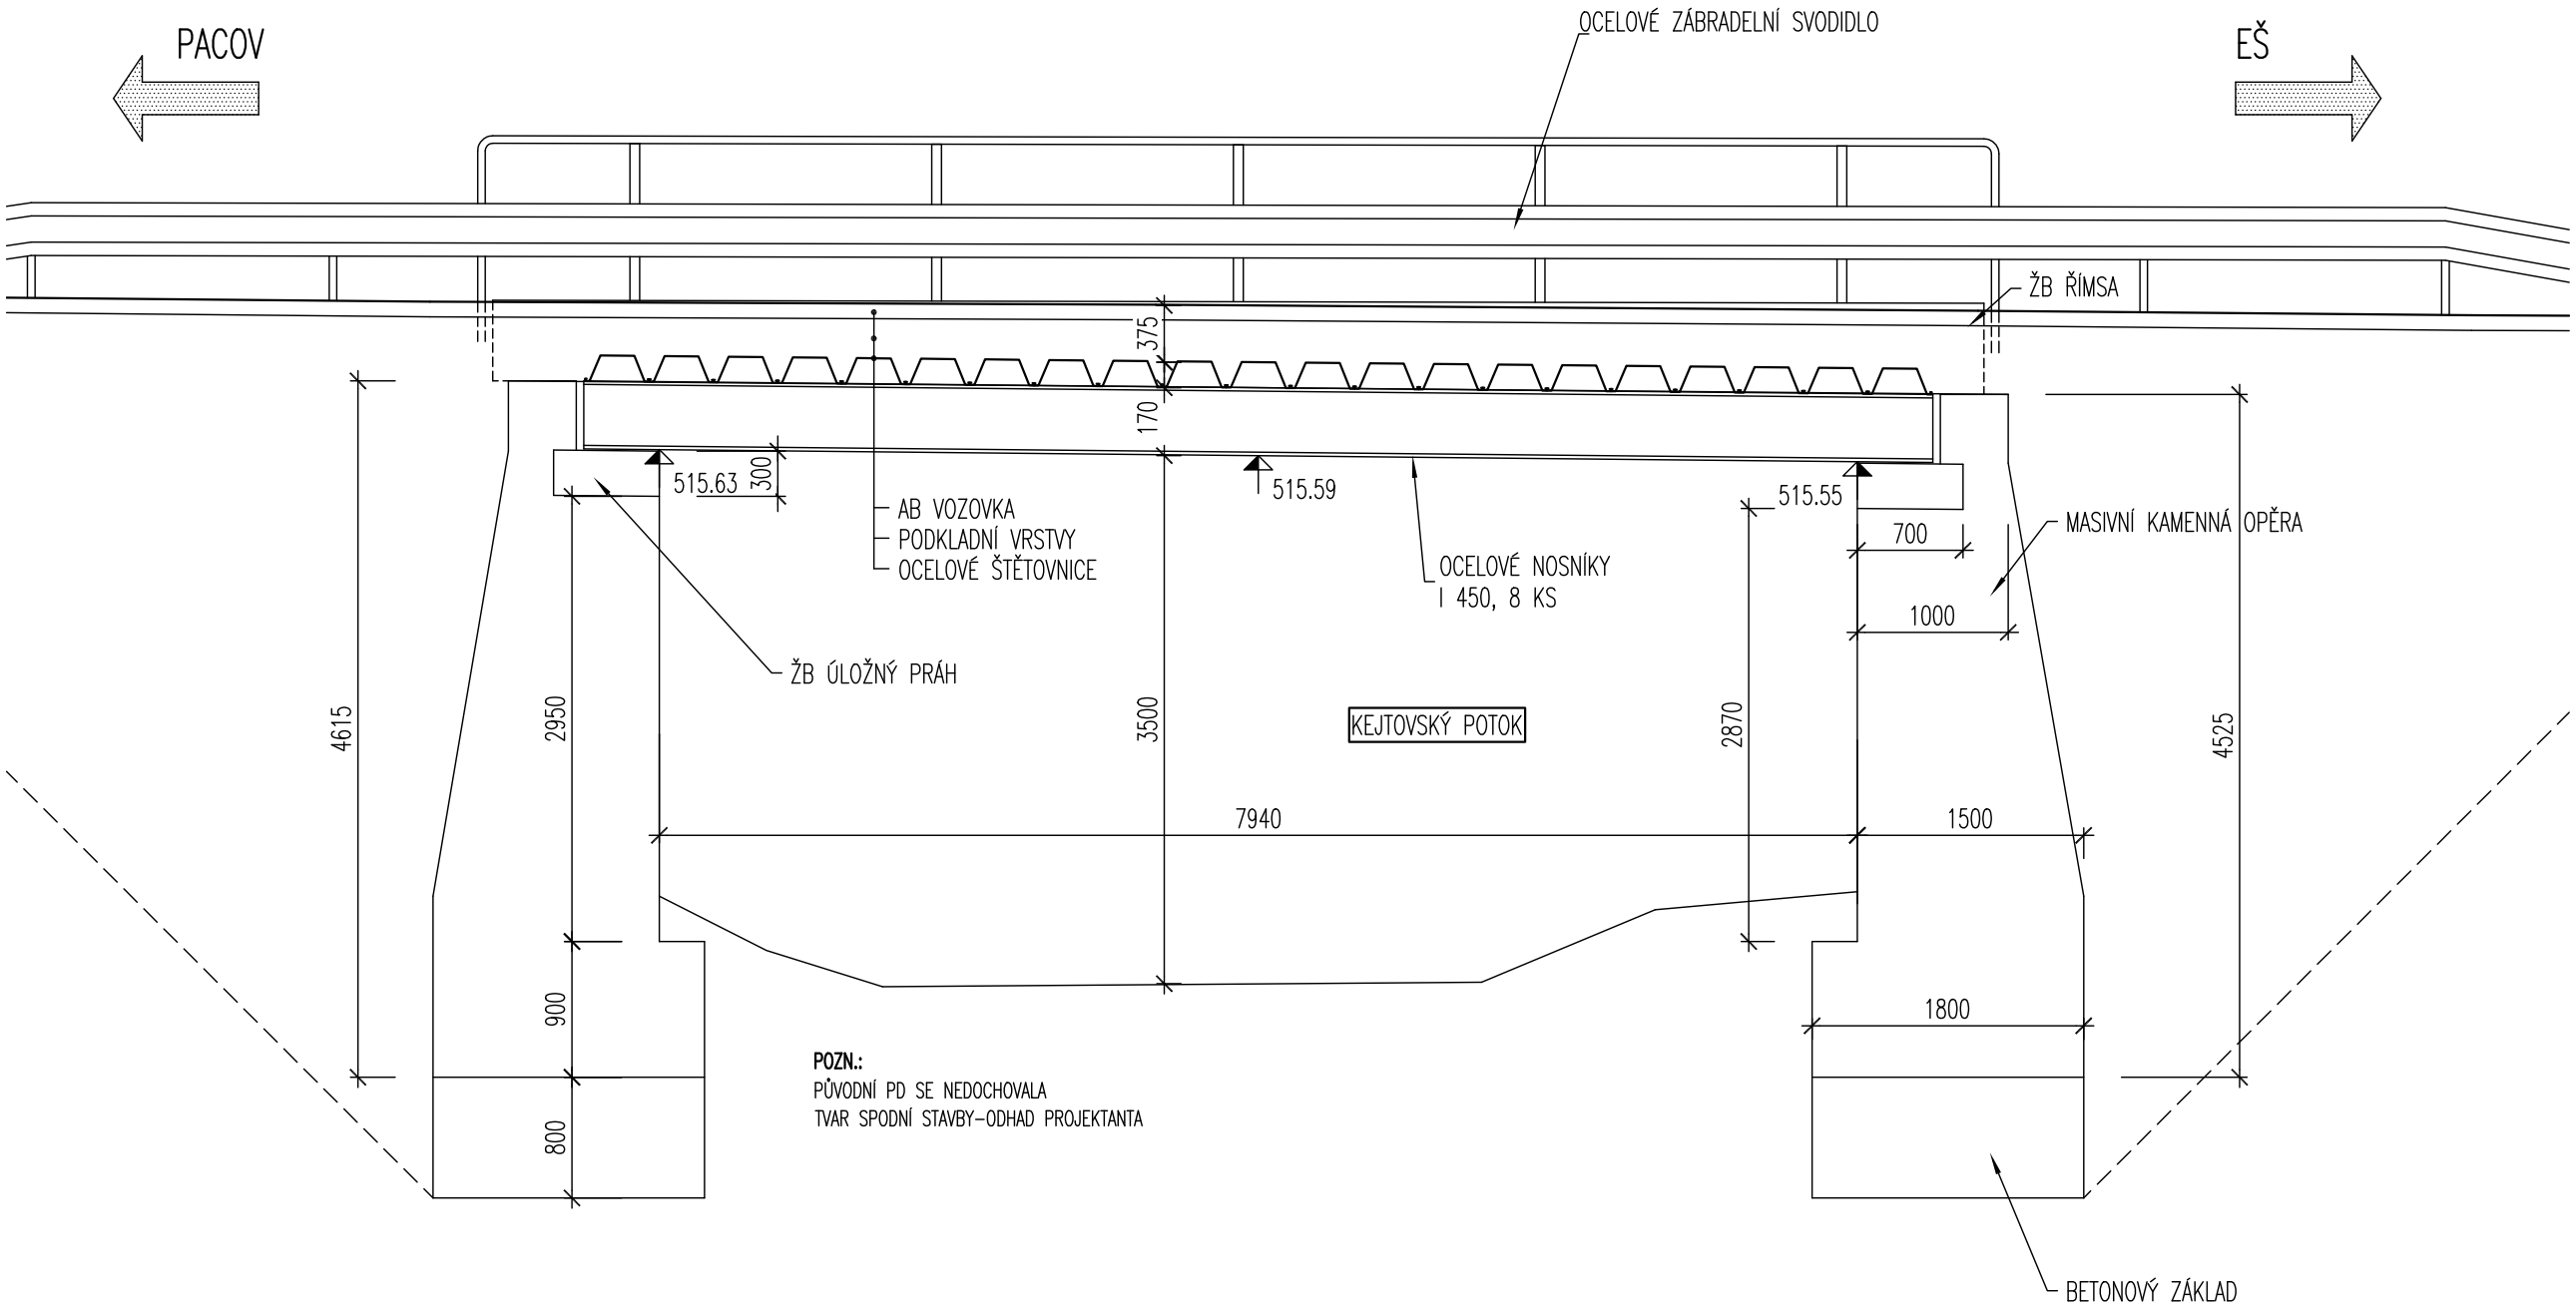 OCELOVÉ ZÁBRADELNÍ SVODIDLO
PACOV
EŠ
ŽB ŘÍMSA
375
170
300
515.63
515.59
515.55
AB VOZOVKA
PODKLADNÍ VRSTVY
OCELOVÉ ŠTĚTOVNICE
OCELOVÉ NOSNÍKY
I 450, 8 KS
700
MASIVNÍ KAMENNÁ OPĚRA
1000
ŽB ÚLOŽNÝ PRÁH
4615
2950
3500
KEJTOVSKÝ POTOK
2870
4525
7940
1500
900
1800
POZN.:
PŮVODNÍ PD SE NEDOCHOVALA
TVAR SPODNÍ STAVBY-ODHAD PROJEKTANTA
800
BETONOVÝ ZÁKLAD